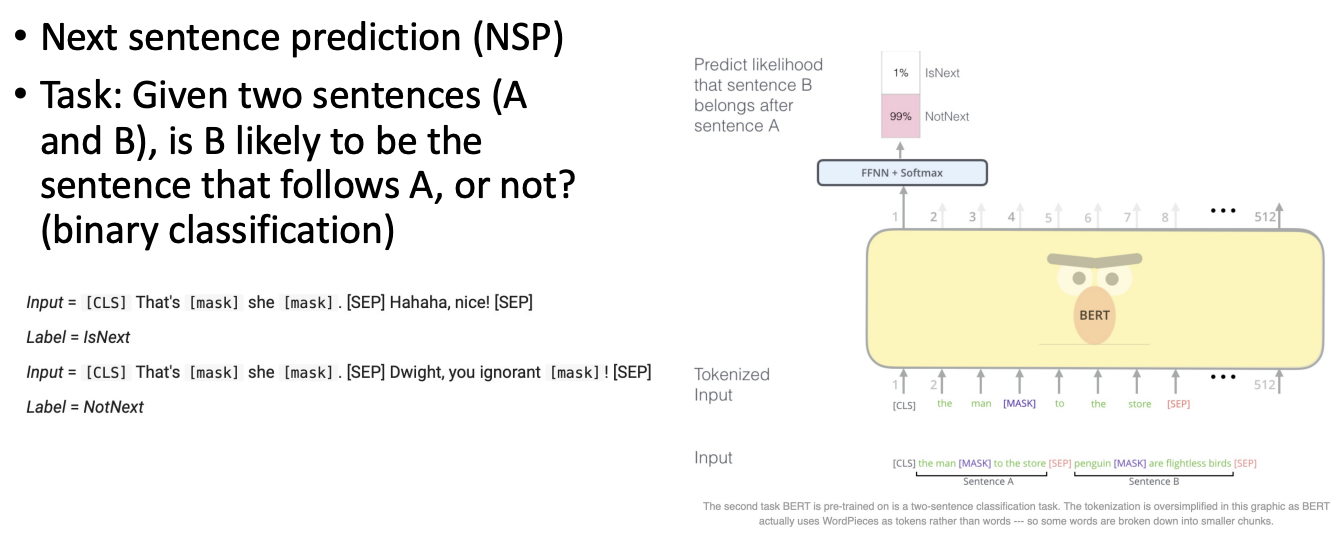 • Next sentence prediction (NSP)
• Task: Given two sentences (A
and B), is B likely to be the
sentence that follows A, or not?
(binary classification)
Input = [CLS] That's [mask] she [mask] . [SEP] Hahaha, nice! [SEP]
Label = IsNext
Input = [CLS] That's [mask] she [mask] . [SEP] Dwight, you ignorant [mask] ! [SEP]
Label = NotNext
Predict likelihood
that sentence B
belongs after
sentence A
1% IsNext
99% NotNext
FFNN + Softmax
1 2 3 4 5 6 7 8 ••• 512
BERT
Tokenized
Input
1 2 ••• 512
[CLS] the man [MASK] to the store [SEP]
Input
[CLS] the man [MASK] to the store [SEP] penguin [MASK] are flightless birds [SEP]
Sentence A Sentence B
The second task BERT is pre-trained on is a two-sentence classification task. The tokenization is oversimplified in this graphic as BERT
actually uses WordPieces as tokens rather than words --- so some words are broken down into smaller chunks.